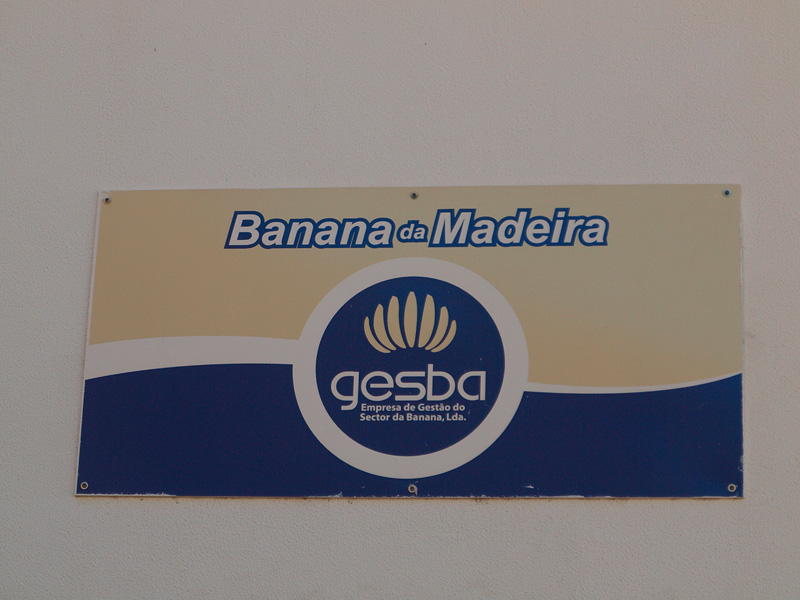 Banana da Madeira
gesba
Empresa de Gestão do
Sector da Banana, Lda.